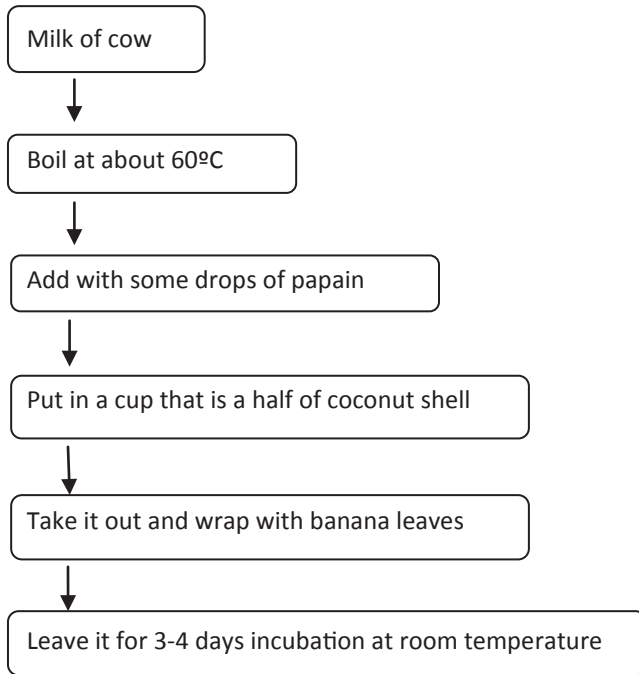 Milk of cow
Boil at about 60ºC
Add with some drops of papain
Put in a cup that is a half of coconut shell
Take it out and wrap with banana leaves
Leave it for 3-4 days incubation at room temperature